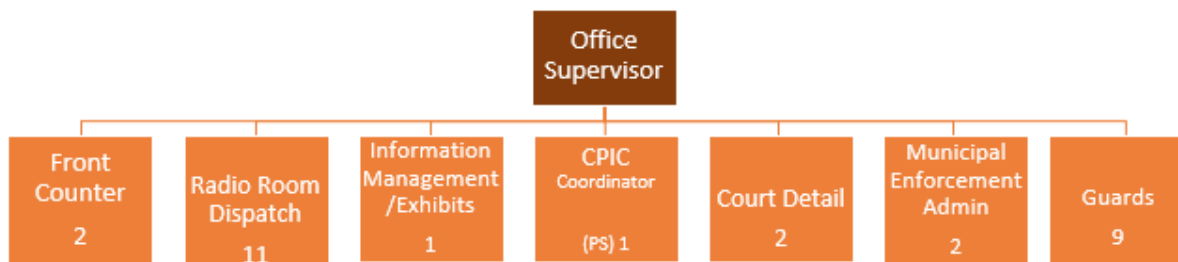 Office
Supervisor
Front
Counter
2
Radio Room
Dispatch
11
Information
Management
/Exhibits
1
CPIC
Coordinator
(PS) 1
Court Detail
2
Municipal
Enforcement
Admin
2
Guards
9